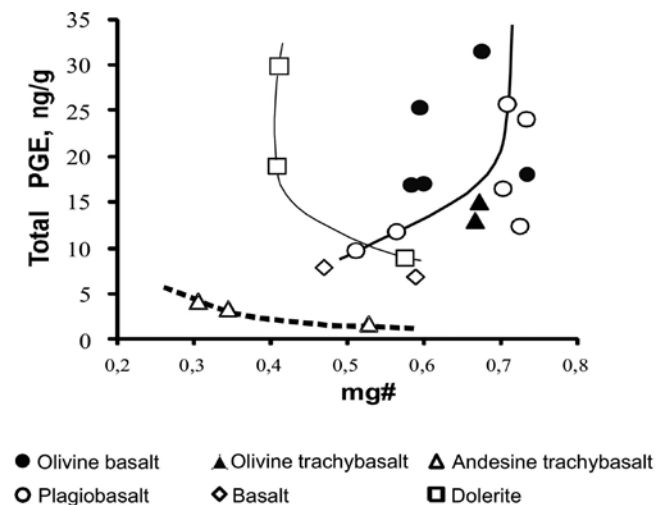 Total PGE, ng/g
35
30
25
20
15
10
5
0
0,2 0,3 0,4 0,5 0,6 0,7 0,8
mg#
Olivine basalt Olivine trachybasalt Andesine trachybasalt
Plagiobasalt Basalt Dolerite